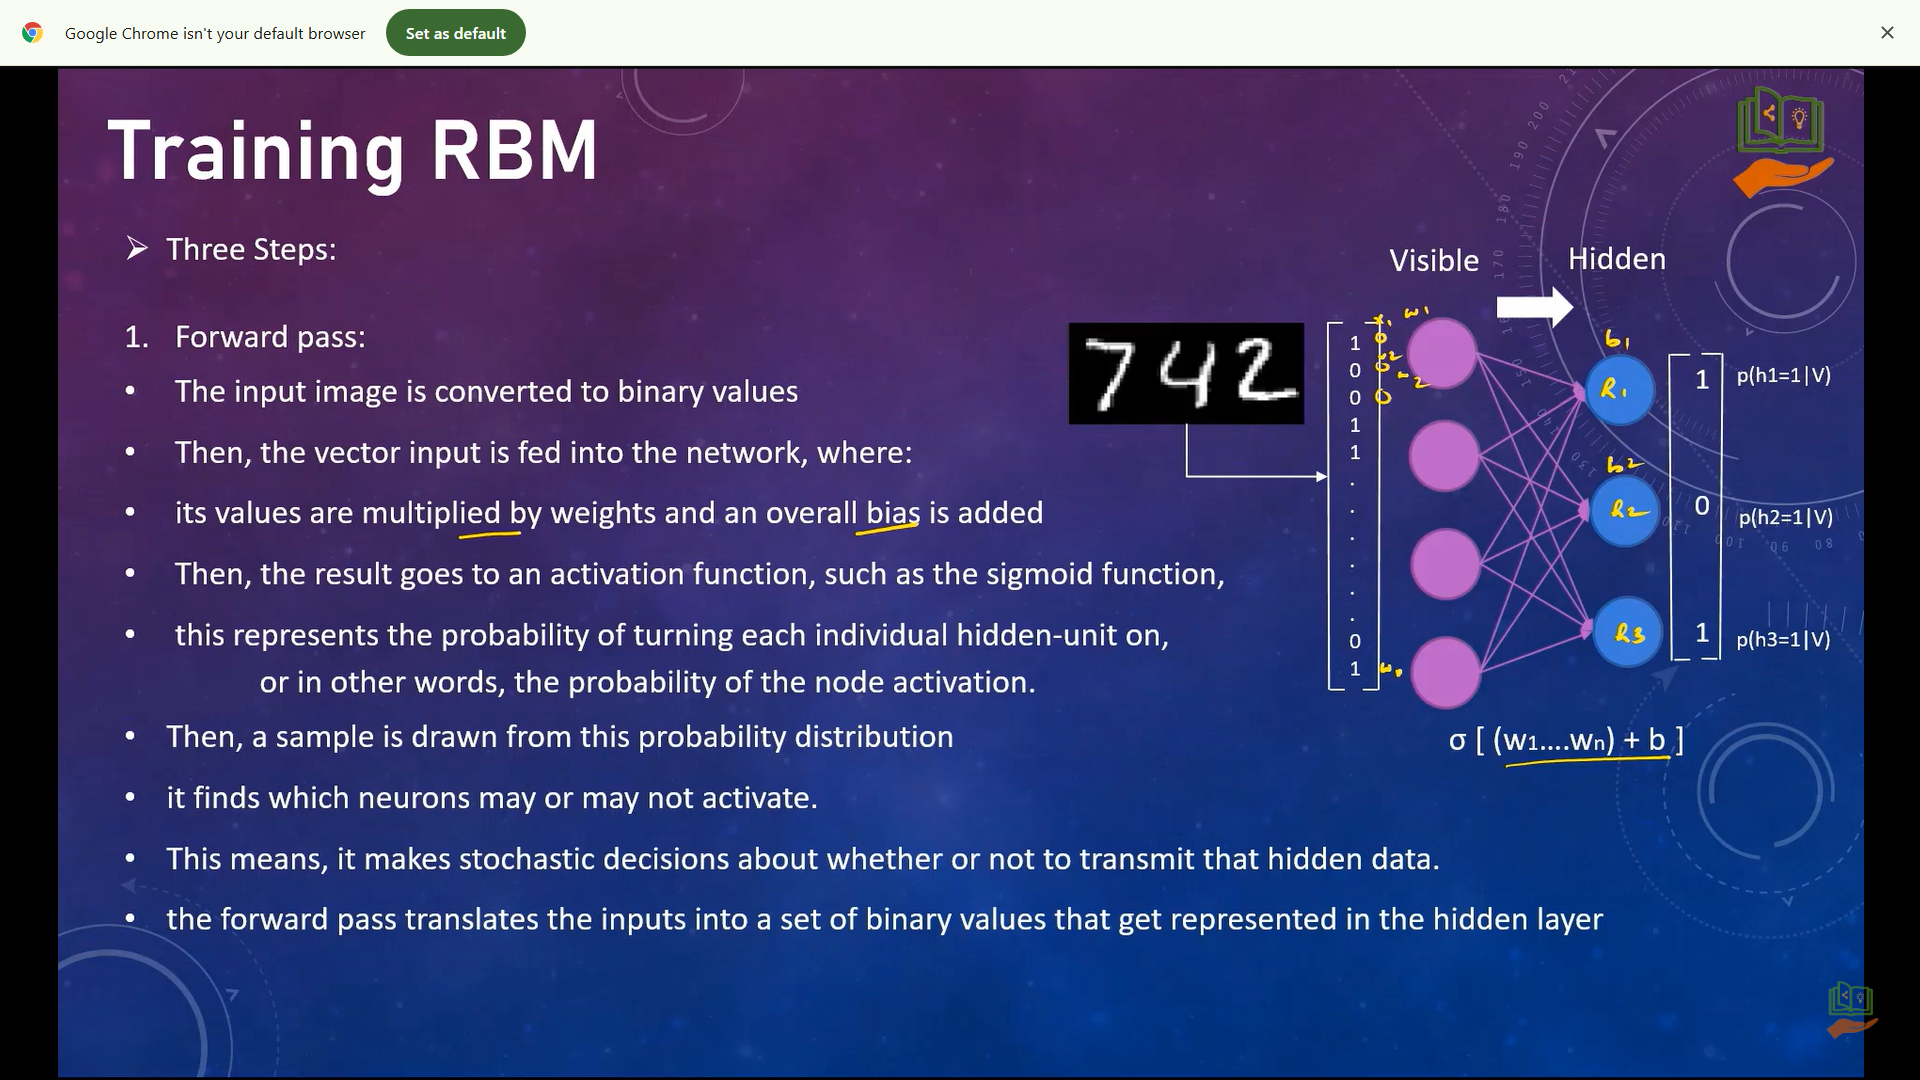 Google Chrome isn't your default browser
Set as default
Training RBM
Three Steps:
1. Forward pass:
• The input image is converted to binary values
• Then, the vector input is fed into the network, where:
• its values are multiplied by weights and an overall bias is added
• Then, the result goes to an activation function, such as the sigmoid function,
• this represents the probability of turning each individual hidden-unit on,
or in other words, the probability of the node activation.
• Then, a sample is drawn from this probability distribution
• it finds which neurons may or may not activate.
• This means, it makes stochastic decisions about whether or not to transmit that hidden data.
• the forward pass translates the inputs into a set of binary values that get represented in the hidden layer
742
Visible
Hidden
1
0
0
1
1
.
.
.
.
.
.
0
1
w1
b1
h1
b2
h2
h3
1
0
1
p(h1=1|V)
p(h2=1|V)
p(h3=1|V)
σ [ (w1....wn) + b ]